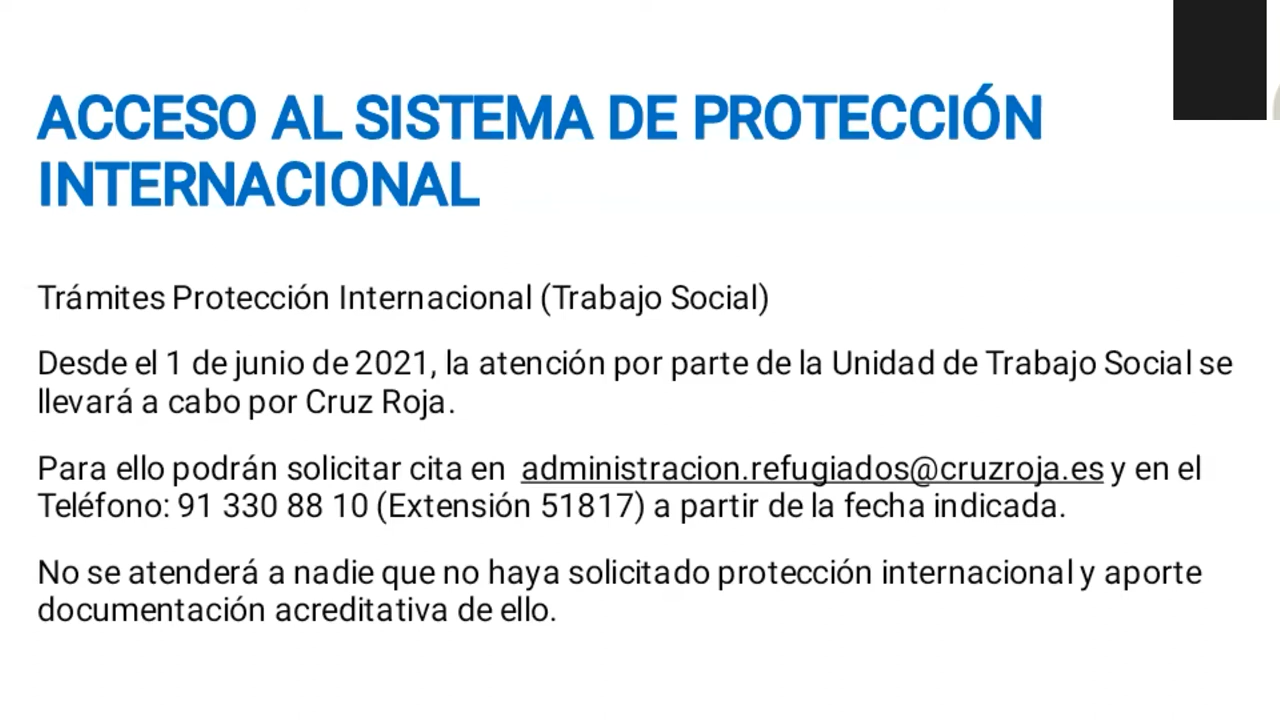 ACCESO AL SISTEMA DE PROTECCIÓN
INTERNACIONAL
Trámites Protección Internacional (Trabajo Social)
Desde el 1 de junio de 2021, la atención por parte de la Unidad de Trabajo Social se
llevará a cabo por Cruz Roja.
Para ello podrán solicitar cita en administracion.refugiados@cruzroja.es y en el
Teléfono: 91 330 88 10 (Extensión 51817) a partir de la fecha indicada.
No se atenderá a nadie que no haya solicitado protección internacional y aporte
documentación acreditativa de ello.